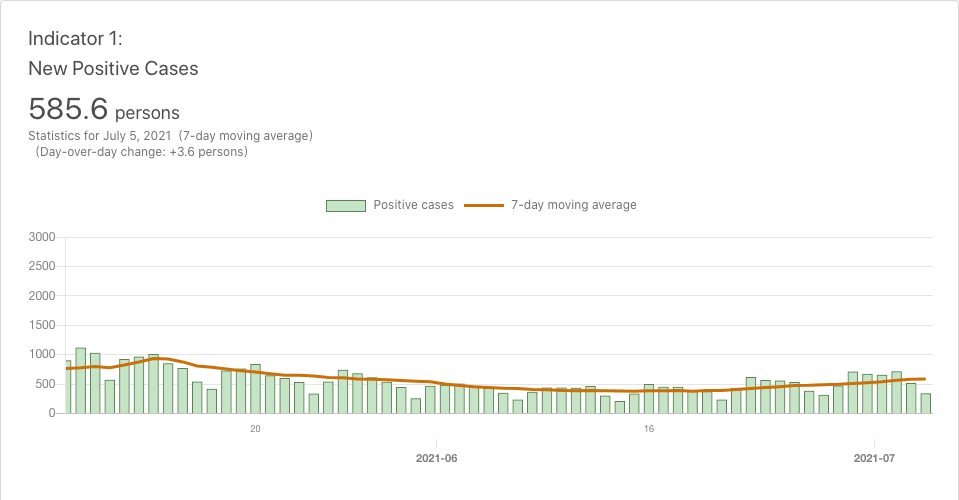 Indicator 1:
New Positive Cases
585.6 persons
Statistics for July 5, 2021 (7-day moving average)
(Day-over-day change: +3.6 persons)
Positive cases 7-day moving average
3000
2500
2000
1500
1000
500
0
20 16
2021-06 2021-07